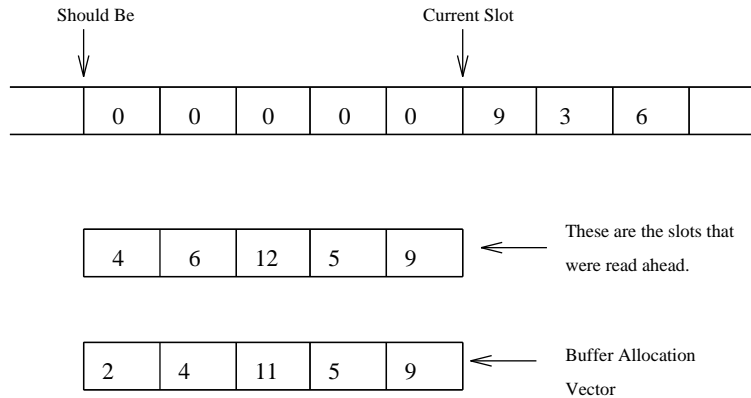 Should Be Current Slot
0 0 0 0 0 9 3 6
4 6 12 5 9
These are the slots that
were read ahead.
2 4 11 5 9
Buffer Allocation
Vector